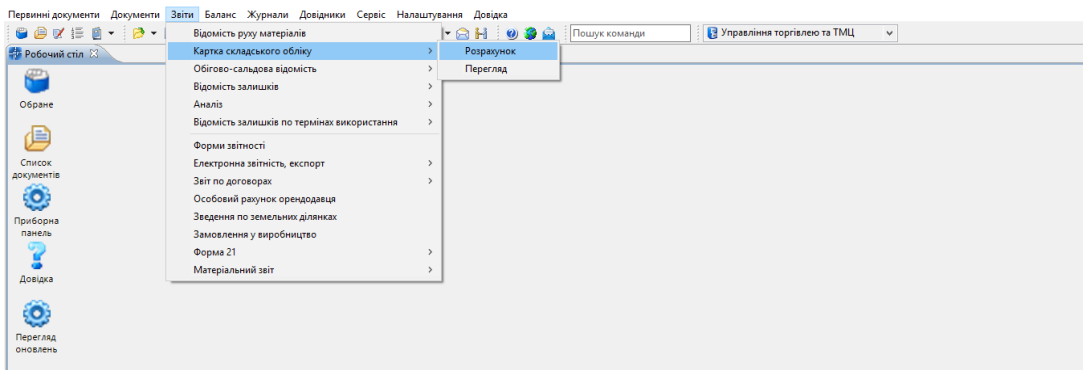 Первинні документи Документи Звіти Баланс Журнали Довідники Сервіс Налаштування Довідка
Пошук команди
Управління торгівлею та ТМЦ
Робочий стіл
Відомість руху матеріалів
Картка складського обліку
Розрахунок
Перегляд
Обігово-сальдова відомість
Відомість залишків
Аналіз
Відомість залишків по термінах використання
Форми звітності
Електронна звітність, експорт
Звіт по договорах
Особовий рахунок орендодавця
Зведення по земельних ділянках
Замовлення у виробництво
Форма 21
Матеріальний звіт
Обране
Список
документів
Приборна
панель
Довідка
Перегляд
оновлень